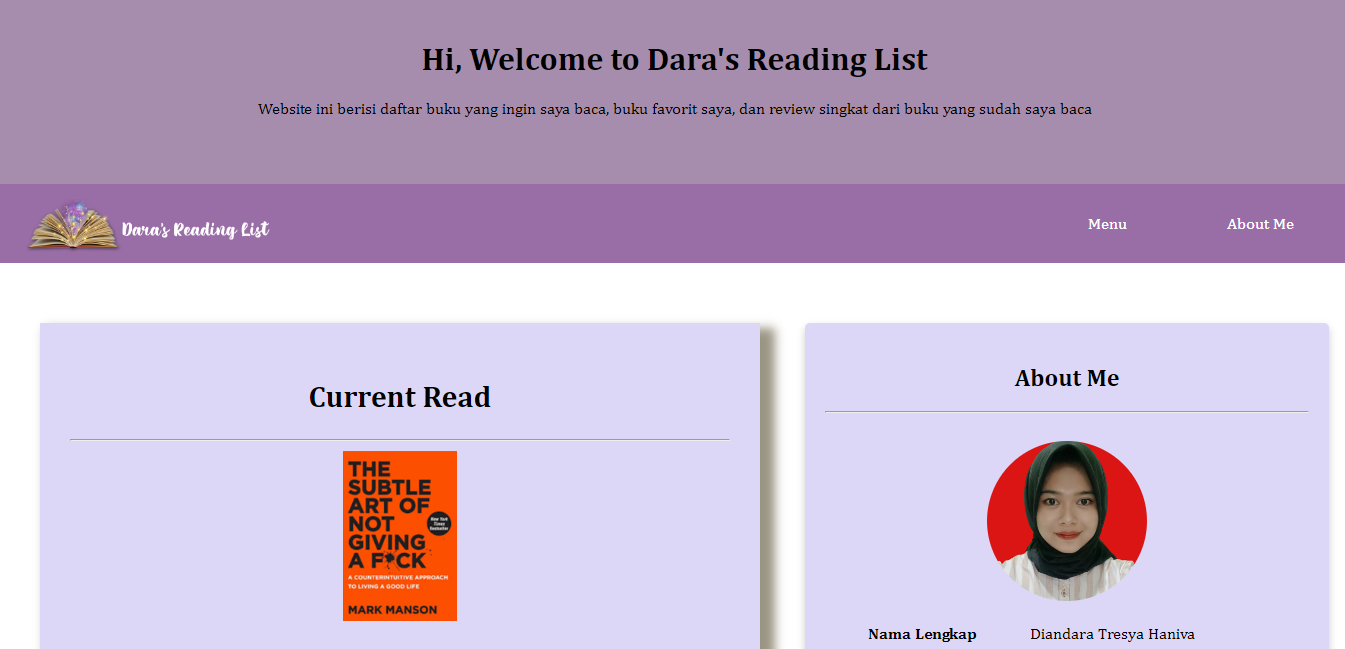 Hi, Welcome to Dara's Reading List
Website ini berisi daftar buku yang ingin saya baca, buku favorit saya, dan review singkat dari buku yang sudah saya baca
Dara's Reading List
Menu
About Me
Current Read
THE
SUBTLE
ART OF
NOT
GIVING
A F CK
New York
Times
Bestseller
A COUNTERINTUITIVE APPROACH
TO LIVING A GOOD LIFE
MARK MANSON
About Me
Nama Lengkap Diandara Tresya Haniva